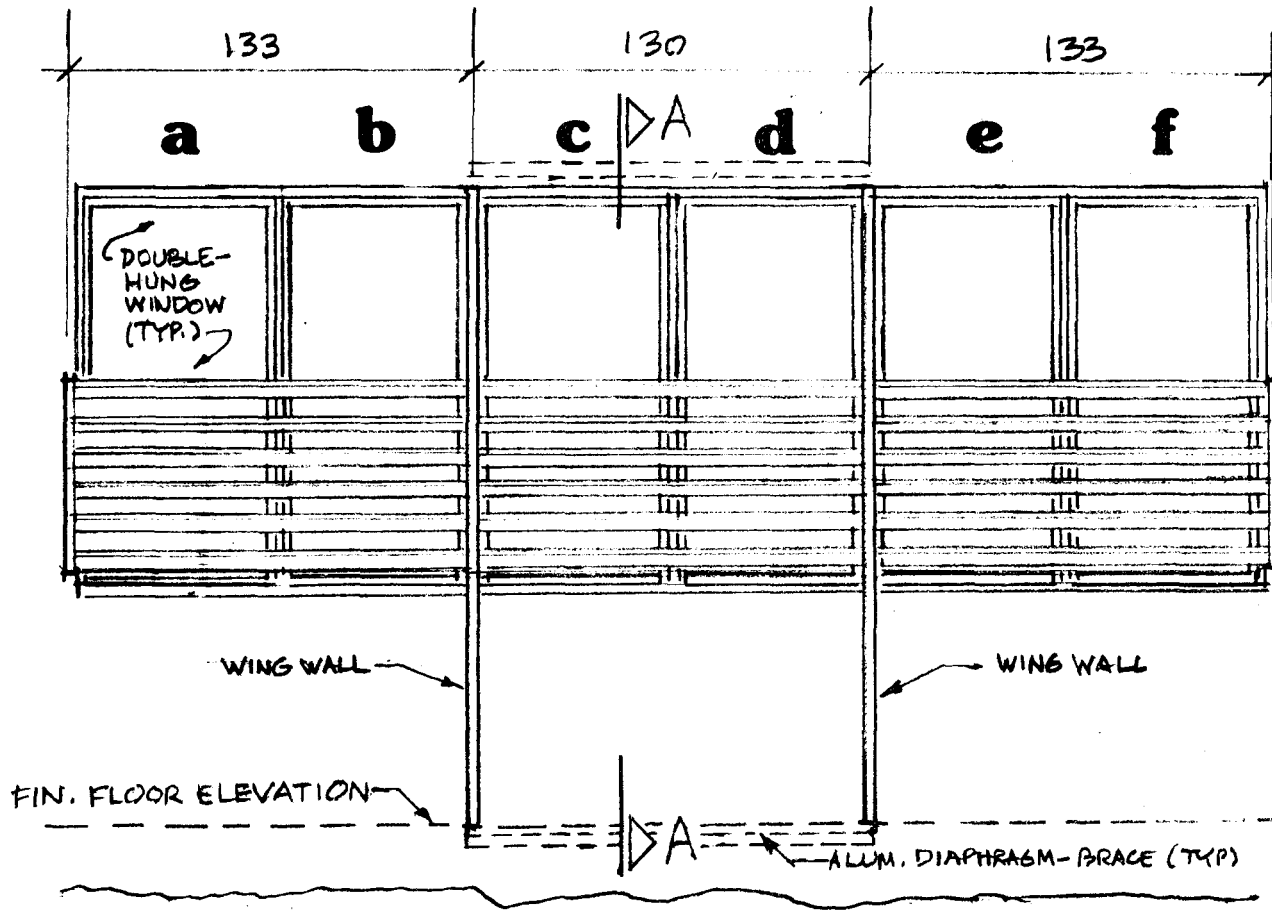 133 130 133
a b c A d e f
DOUBLE-
HUNG
WINDOW
(TYP.)
WING WALL WING WALL
FIN. FLOOR ELEVATION
A
ALUM. DIAPHRAGM-BRACE (TYP)